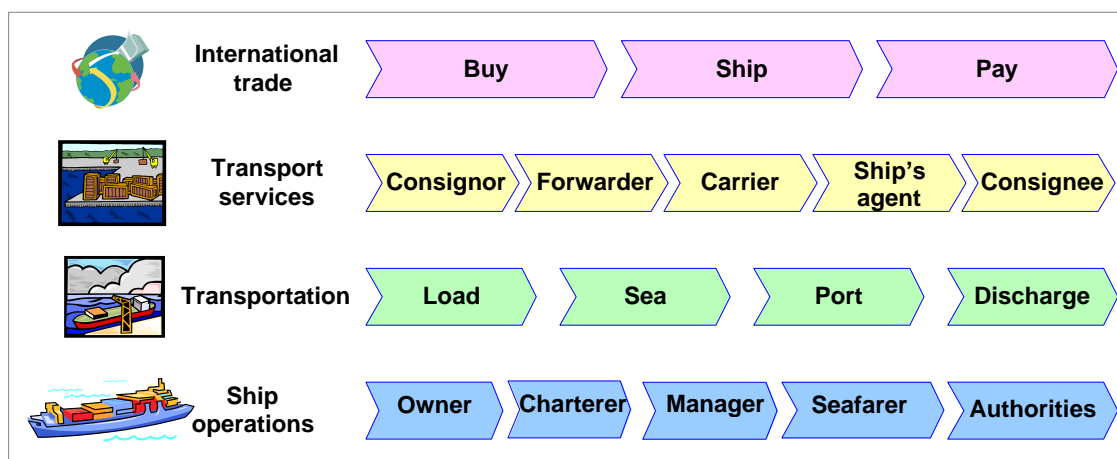 International
trade
Buy
Ship
Pay
Transport
services
Consignor
Forwarder
Carrier
Ship's
agent
Consignee
Transportation
Load
Sea
Port
Discharge
Ship
operations
Owner
Charterer
Manager
Seafarer
Authorities